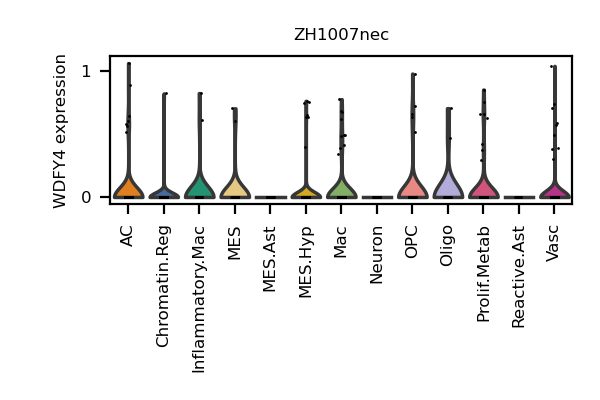 ZH1007nec
WDFY4 expression
1
0
AC
Chromatin.Reg
Inflammatory.Mac
MES
MES.Ast
MES.Hyp
Mac
Neuron
OPC
Oligo
Prolif.Metab
Reactive.Ast
Vasc